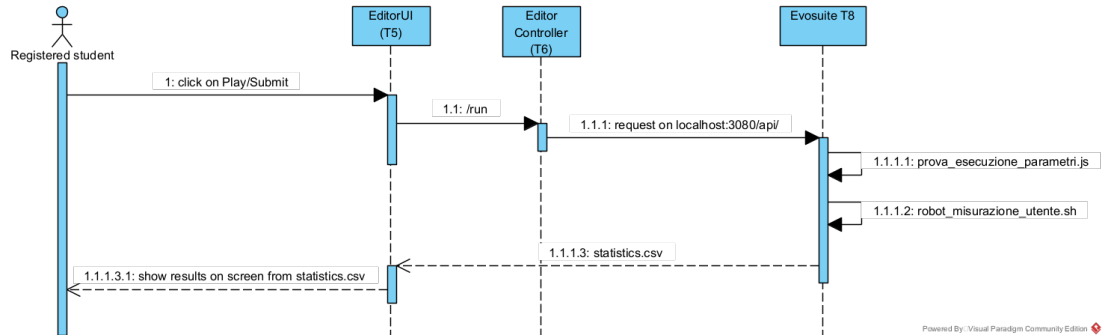 EditorUI
(T5)
Editor
Controller
(T6)
Evosuite T8
Registered student
1: click on Play/Submit
1.1: /run
1.1.1: request on localhost:3080/api/
1.1.1.1: prova_esecuzione_parametri.js
1.1.1.2: robot_misurazione_utente.sh
1.1.1.3: statistics.csv
1.1.1.3.1: show results on screen from statistics.csv
Powered By: Visual Paradigm Community Edition